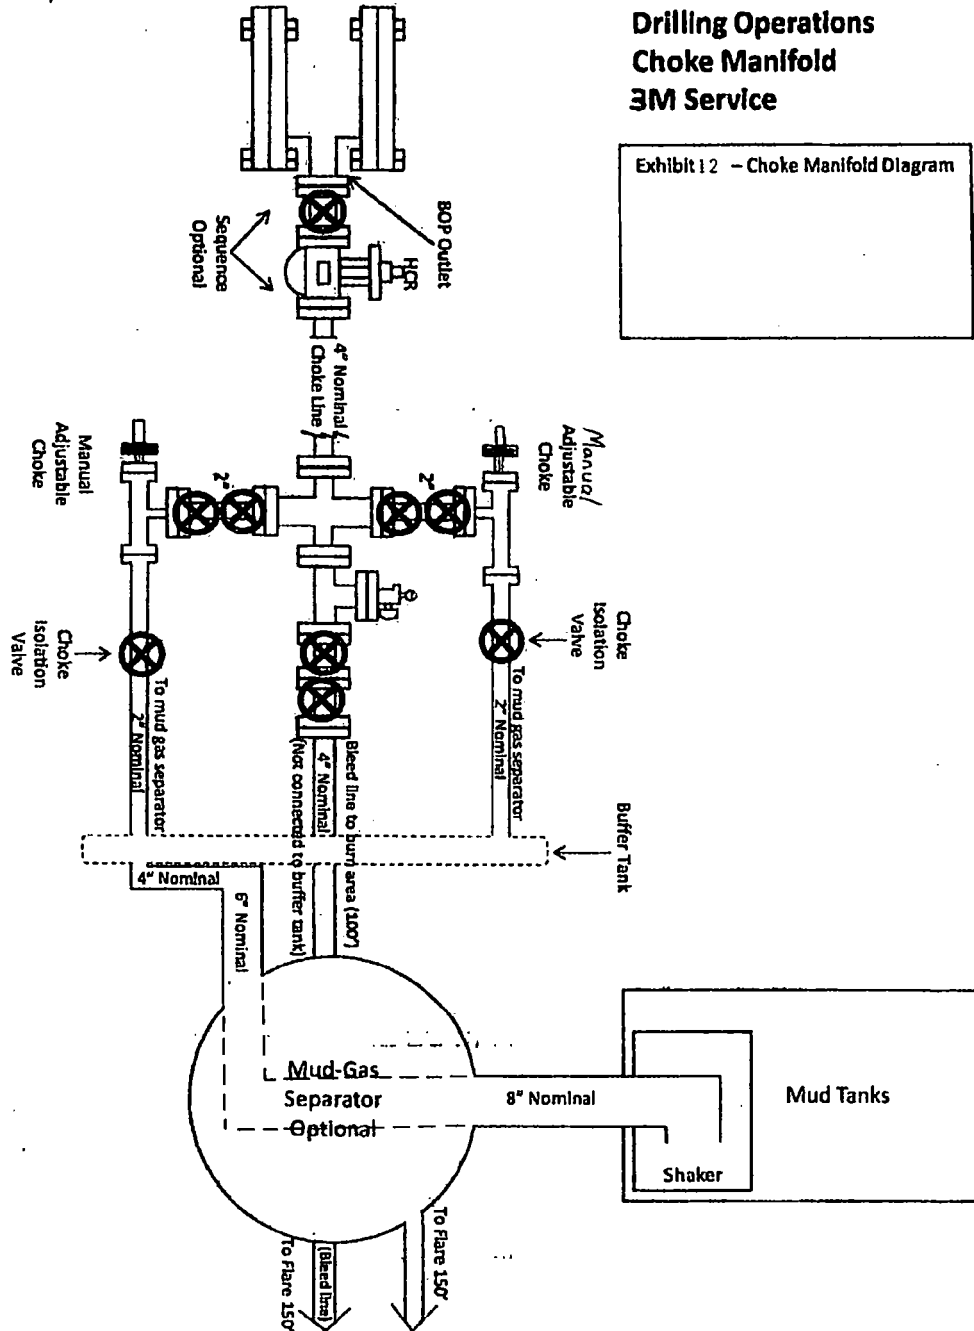 Drilling Operations
Choke Manifold
3M Service
Exhibit 12 – Choke Manifold Diagram
BOP Outlet
Sequence
Optional
HCR
4" Nominal
Choke Line
Manual
Adjustable
Choke
Manual
Adjustable
Choke
2"
2"
Choke
Isolation
Valve
Choke
Isolation
Valve
To mud gas separator
2" Nominal
To mud gas separator
2" Nominal
Bleed line to burn area (100')
4" Nominal
(Not connected to buffer tank)
Buffer Tank
4" Nominal
6" Nominal
Mud-Gas
Separator
Optional
8" Nominal
Mud Tanks
Shaker
To Flare 150'
(Bleed line)
To Flare 150'